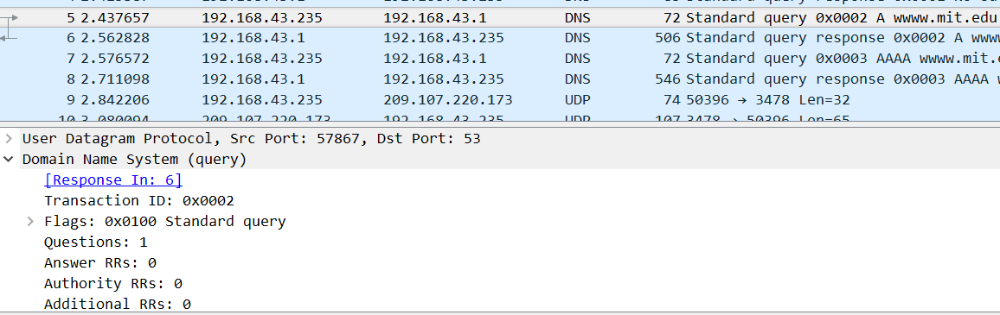 5 2.437657 192.168.43.235 192.168.43.1 DNS 72 Standard query 0x0002 A wwww.mit.edu
6 2.562828 192.168.43.1 192.168.43.235 DNS 506 Standard query response 0x0002 A
7 2.576572 192.168.43.235 192.168.43.1 DNS 72 Standard query 0x0003 AAAA wwww.mit.
8 2.711098 192.168.43.1 192.168.43.235 DNS 546 Standard query response 0x0003 AAAA
9 2.842206 192.168.43.235 209.107.220.173 UDP 74 50396 → 3478 Len=32
10 3.080094 209.107.220.173 192.168.43.235 UDP 107 3478 → 50396 Len=65
User Datagram Protocol, Src Port: 57867, Dst Port: 53
Domain Name System (query)
[Response In: 6]
Transaction ID: 0x0002
Flags: 0x0100 Standard query
Questions: 1
Answer RRs: 0
Authority RRs: 0
Additional RRs: 0